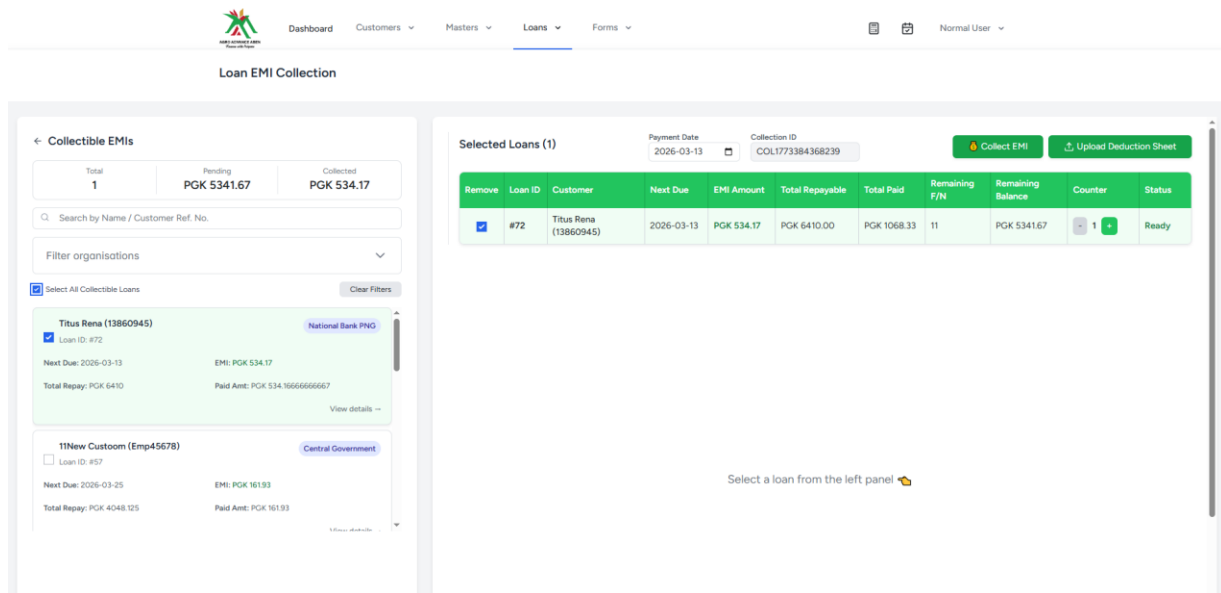 Dashboard Customers Masters Loans Forms Normal User
AGRO ADVANCE ABEN
Loan EMI Collection
← Collectible EMIs
Total Pending Collected
1 PGK 5341.67 PGK 534.17
Search by Name / Customer Ref. No.
Filter organisations
Select All Collectible Loans Clear Filters
Titus Rena (13860945) National Bank PNG
Loan ID: #72
Next Due: 2026-03-13 EMI: PGK 534.17
Total Repay: PGK 6410 Paid Amt: PGK 534.16666666667
View details →
11New Custoom (Emp45678) Central Government
Loan ID: #57
Next Due: 2026-03-25 EMI: PGK 161.93
Total Repay: PGK 4048.125 Paid Amt: PGK 161.93
View details →
Selected Loans (1)
Payment Date Collection ID
2026-03-13 COL1773384368239
Collect EMI Upload Deduction Sheet
Remove Loan ID Customer Next Due EMI Amount Total Repayable Total Paid Remaining F/N Remaining Balance Counter Status
#72 Titus Rena (13860945) 2026-03-13 PGK 534.17 PGK 6410.00 PGK 1068.33 11 PGK 5341.67 - 1 + Ready
Select a loan from the left panel 👈